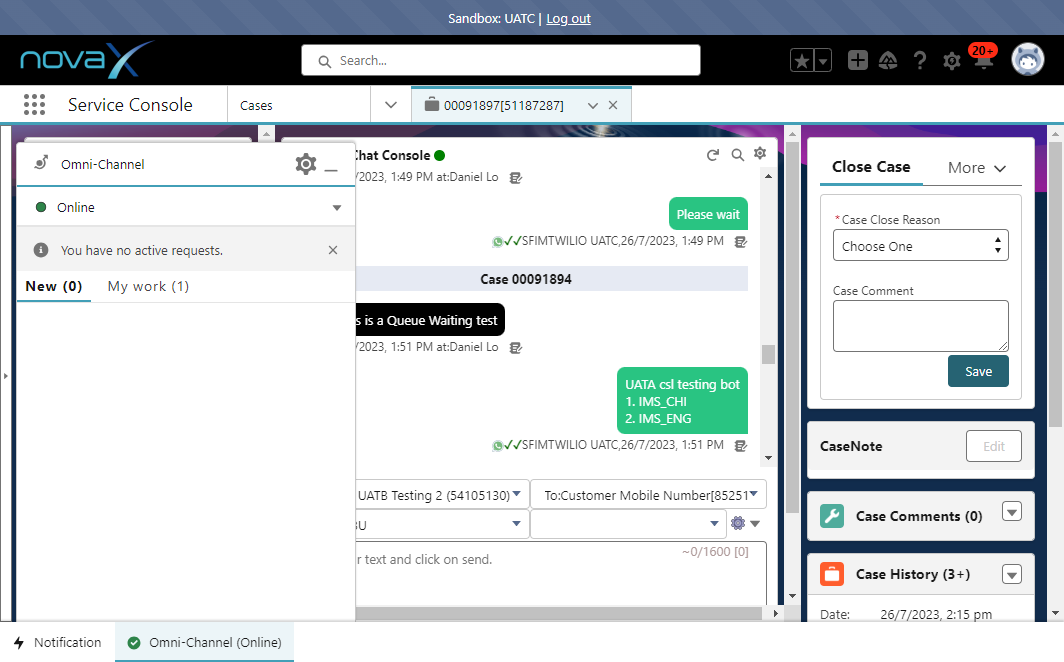 Sandbox: UATC | Log out
novaX
Search...
20+
Service Console
Cases
00091897[51187287]
Omni-Channel
Online
You have no active requests.
New (0)
My work (1)
Chat Console
/2023, 1:49 PM at:Daniel Lo
Please wait
SFIMTWILIO UATC,26/7/2023, 1:49 PM
Case 00091894
s is a Queue Waiting test
/2023, 1:51 PM at:Daniel Lo
UATA csl testing bot
1. IMS_CHI
2. IMS_ENG
SFIMTWILIO UATC,26/7/2023, 1:51 PM
UATB Testing 2 (54105130)
To:Customer Mobile Number[85251
BU
r text and click on send.
~0/1600 [0]
Close Case
More
*Case Close Reason
Choose One
Case Comment
Save
CaseNote
Edit
Case Comments (0)
Case History (3+)
Date:
26/7/2023, 2:15 pm
Notification
Omni-Channel (Online)